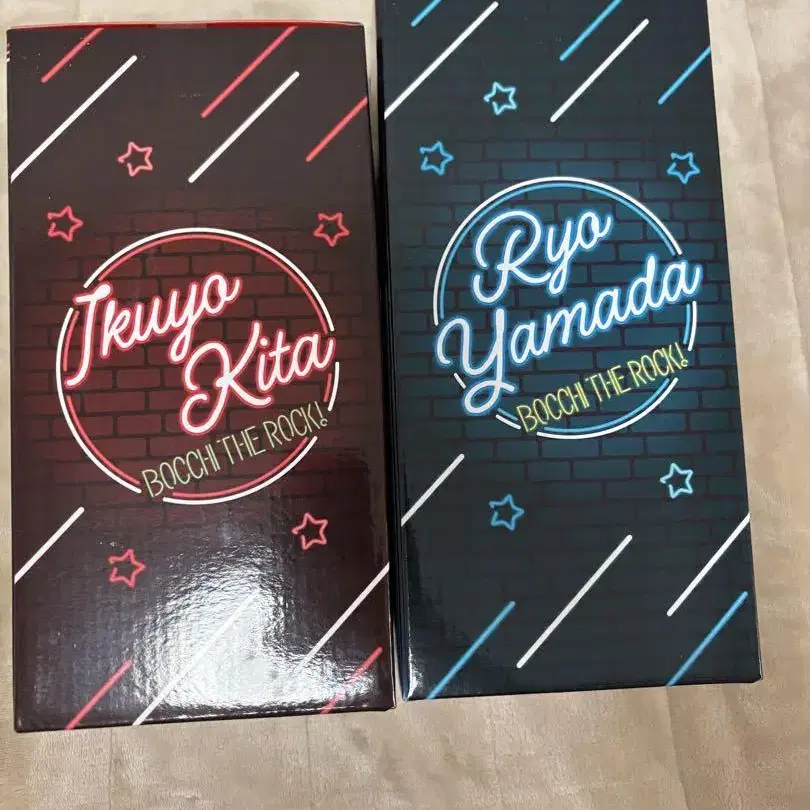 Ikuyo
Kita
BOCCHI THE ROCK!
Ryo
Yamada
BOCCHI THE ROCK!